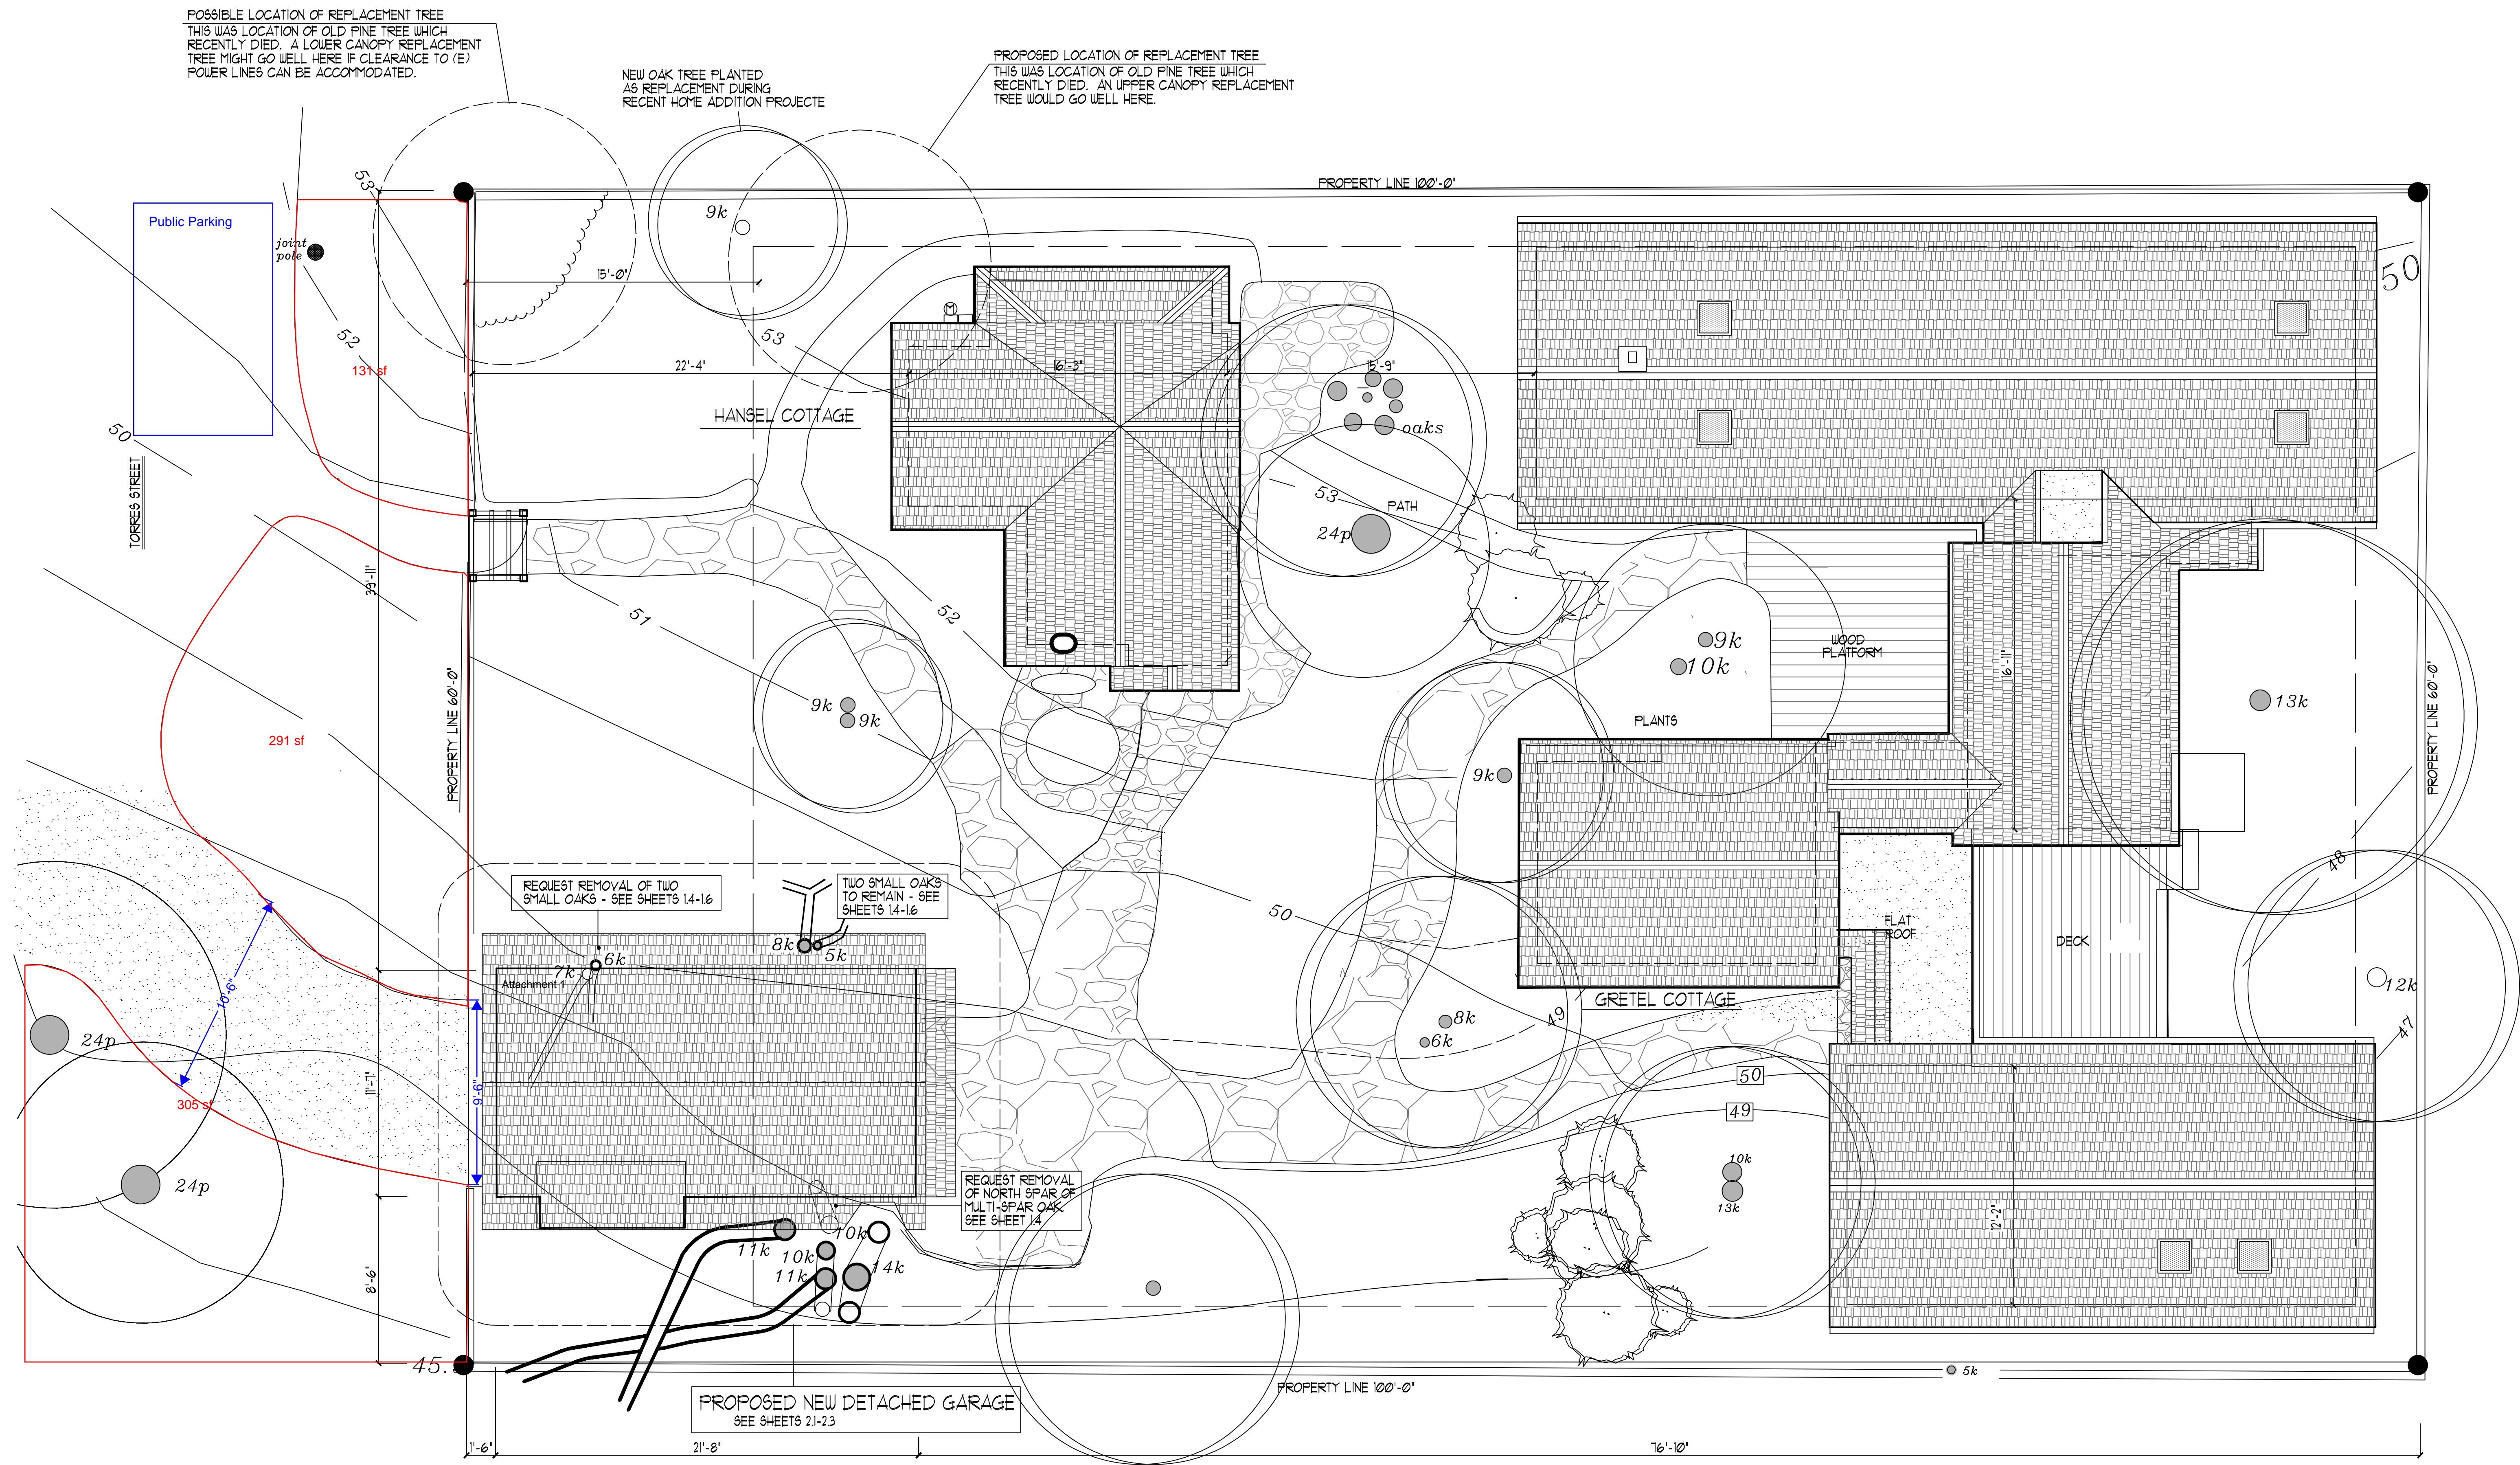 POSSIBLE LOCATION OF REPLACEMENT TREE
THIS WAS LOCATION OF OLD PINE TREE WHICH
RECENTLY DIED. A LOWER CANOPY REPLACEMENT
TREE MIGHT GO WELL HERE IF CLEARANCE TO (E)
POWER LINES CAN BE ACCOMMODATED.
NEW OAK TREE PLANTED
AS REPLACEMENT DURING
RECENT HOME ADDITION PROJECTE
PROPOSED LOCATION OF REPLACEMENT TREE
THIS WAS LOCATION OF OLD PINE TREE WHICH
RECENTLY DIED. AN UPPER CANOPY REPLACEMENT
TREE WOULD GO WELL HERE.
53
PROPERTY LINE 100'-0"
Public Parking
9k
joint
pole
15'-0"
50
M
52
53
131 sf
22'-4"
16'-3"
15'-9"
HANSEL COTTAGE
oaks
50
TORRES STREET
53
PATH
24p
39'-11"
51
52
9k
10k
WOOD
PLATFORM
16'-11"
13k
PROPERTY LINE 60'-0"
PROPERTY LINE 60'-0"
9k
9k
PLANTS
291 sf
9k
48
REQUEST REMOVAL OF TWO
SMALL OAKS - SEE SHEETS 1.4-1.6
TWO SMALL OAKS
TO REMAIN - SEE
SHEETS 1.4-1.6
50
FLAT
ROOF
DECK
8k
5k
6k
7k
Attachment 1
10'-6"
12k
GRETEL COTTAGE
49
8k
6k
47
24p
11'-7"
9'-6"
305 sf
50
49
24p
10k
13k
REQUEST REMOVAL
OF NORTH SPAR OF
MULTI-SPAR OAK.
SEE SHEET 1.4
12'-2"
11k
10k
10k
11k
14k
8'-6"
45.
5k
PROPERTY LINE 100'-0"
PROPOSED NEW DETACHED GARAGE
SEE SHEETS 2.1-2.3
1'-6"
21'-8"
76'-10"